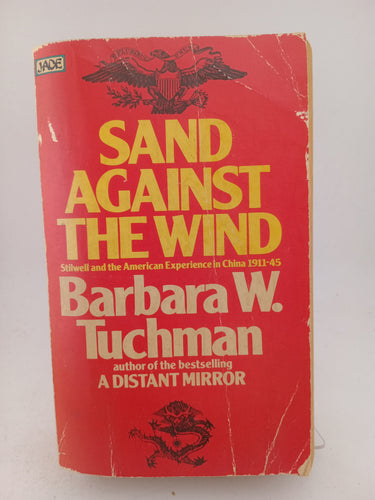 JADE
SAND
AGAINST
THE WIND
Stilwell and the American Experience in China 1911-45
Barbara W.
Tuchman
author of the bestselling
A DISTANT MIRROR